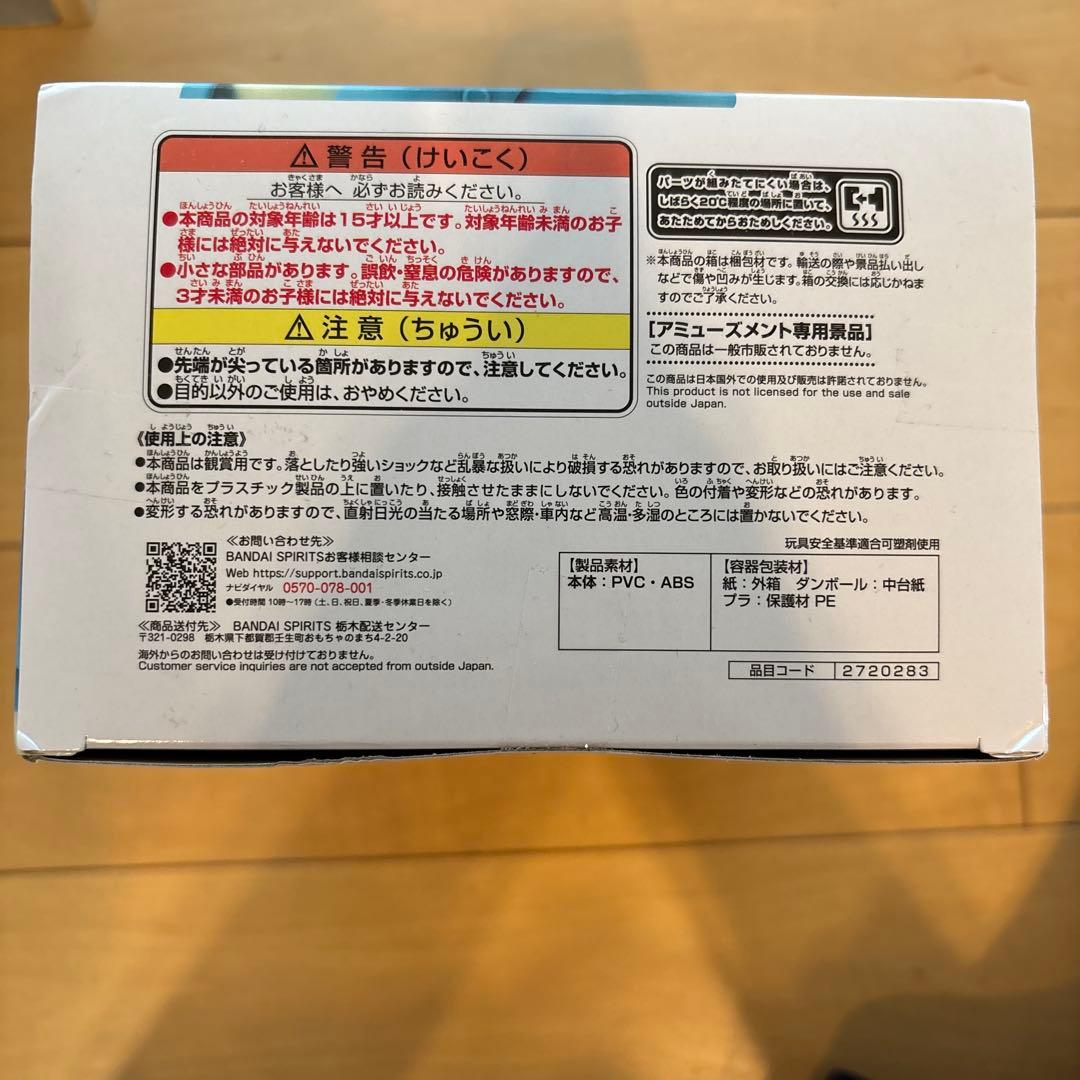 ⚠ 警告（けいこく）
お客様へ 必ずお読みください。
●本商品の対象年齢は15才以上です。対象年齢未満のお子
様には絶対に与えないでください。
●小さな部品があります。誤飲・窒息の危険がありますので、
3才未満のお子様には絶対に与えないでください。
⚠ 注意（ちゅうい）
●先端が尖っている箇所がありますので、注意してください。
●目的以外のご使用は、おやめください。
パーツが組みたてにくい場合は、
しばらく20℃程度の場所に置いて、
あたためてからおためしください。
※本商品の箱は梱包材です。輸送の際や景品払い出し
などで傷や凹みが生じます。箱の交換には応じかねま
すのでご了承ください。
【アミューズメント専用景品】
この商品は一般市販されておりません。
この商品は日本国外での使用及び販売は許諾されておりません。
This product is not licensed for the use and sale
outside Japan.
《使用上の注意》
●本商品は観賞用です。落としたり強いショックなど乱暴な扱いにより破損する恐れがありますので、お取り扱いにはご注意ください。
●本商品をプラスチック製品の上に置いたり、接触させたままにしないでください。色の付着や変形などの恐れがあります。
●変形する恐れがありますので、直射日光の当たる場所や窓際・車内など高温・多湿のところには置かないでください。
玩具安全基準適合可塑剤使用
≪お問い合わせ先≫
BANDAI SPIRITSお客様相談センター
Web https://support.bandaispirits.co.jp
ナビダイヤル 0570-078-001
●受付時間 10時～17時（土、日、祝日、夏季・冬季休業日を除く）
≪商品送付先≫ BANDAI SPIRITS 栃木配送センター
〒321-0298 栃木県下都賀郡壬生町おもちゃのまち4-2-20
海外からのお問い合わせは受け付けておりません。
Customer service inquiries are not accepted from outside Japan.
【製品素材】
本体：PVC・ABS
【容器包装材】
紙：外箱 ダンボール：中台紙
プラ：保護材 PE
品目コード 2720283